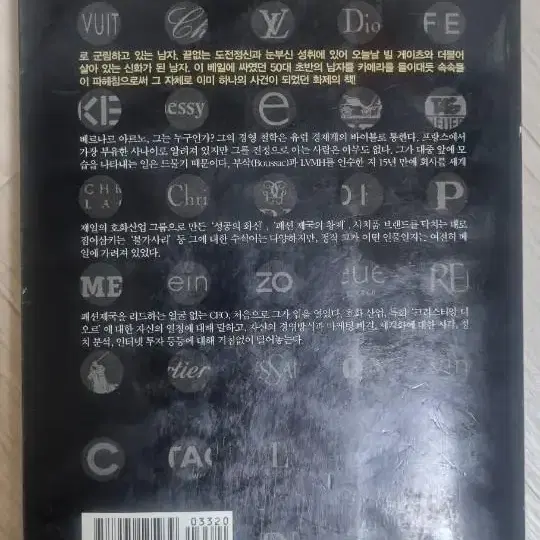 VUIT Ch LV Dio FE
로 군림하고 있는 남자. 끝없는 도전정신과 눈부신 성취에 있어 오늘날 빌 게이츠와 더불어
살아 있는 신화가 된 남자. 이 베일에 싸였던 50대 초반의 남자를 카메라를 들이대듯 속속들
이 파헤침으로써 그 자체로 이미 하나의 사건이 되었던 화제의 책!
KE essy e HEUER
베르나르 아르노, 그는 누구인가? 그의 경영 철학은 유럽 경제계의 바이블로 통한다. 프랑스에서
가장 부유한 사나이로 알려져 있지만 그를 진정으로 아는 사람은 아무도 없다. 그가 대중 앞에 모
습을 나타내는 일은 드물기 때문이다. 부삭(Boussac)과 LVMH를 인수한 지 15년 만에 회사를 세계
CHE LAC Chri P
제일의 호화산업 그룹으로 만든 '성공의 화신', '패션 제국의 황제', 사치품 브랜드를 닥치는 대로
집어삼키는 '불가사리' 등 그에 대한 수식어는 다양하지만, 정작 그가 어떤 인물인지는 여전히 베
일에 가려져 있었다.
ME ein ZO eue RE
패션제국을 리드하는 얼굴 없는 CEO, 처음으로 그가 입을 열었다. 호화 산업, 특히 '크리스티앙 디
오르'에 대한 자신의 열정에 대해 말하고, 자신의 경영방식과 마케팅 비결, 세계화에 대한 시각, 정
치 분석, 인터넷 투자 등등에 대해 기탄없이 털어놓는다.
artier SSAI ven
C TAC L
03320